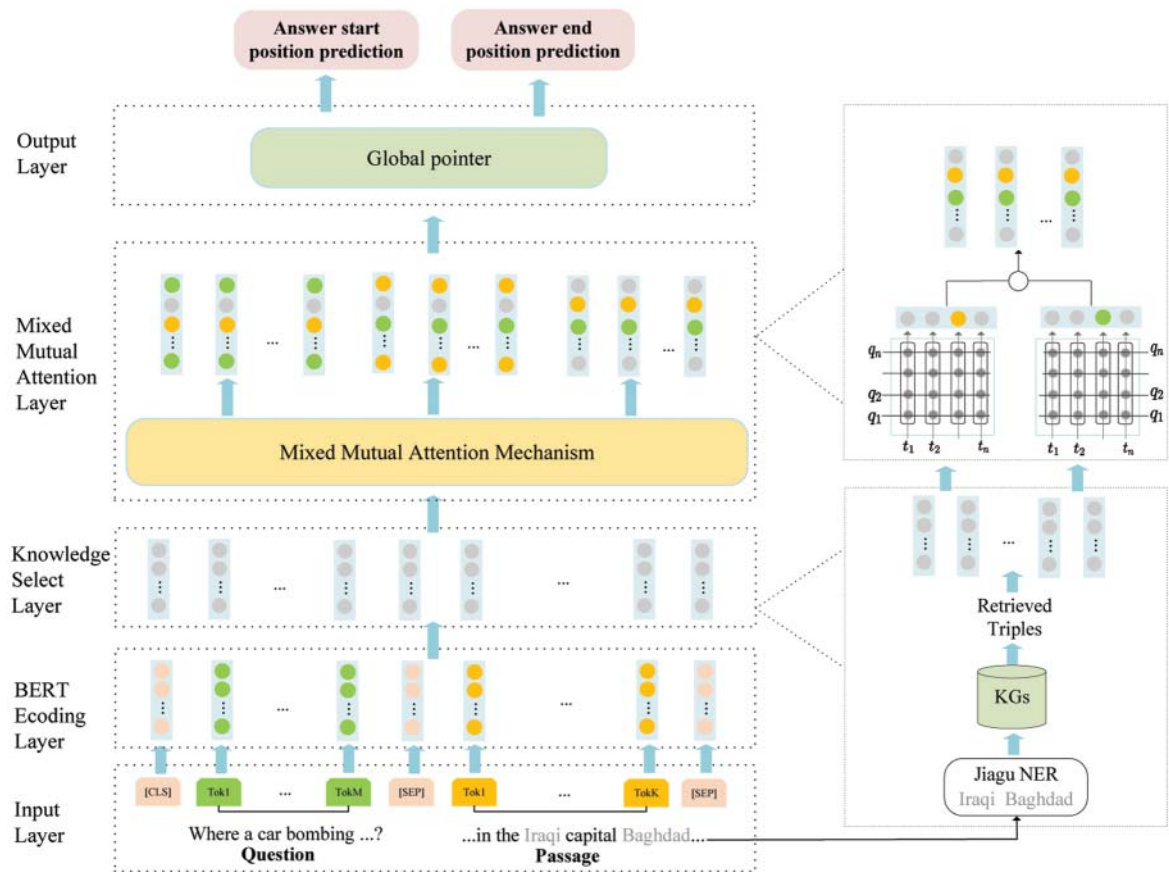 Answer start
position prediction
Answer end
position prediction
Output
Layer
Global pointer
Mixed
Mutual
Attention
Layer
...
...
...
Mixed Mutual Attention Mechanism
Knowledge
Select
Layer
...
...
BERT
Ecoding
Layer
...
...
Input
Layer
[CLS]
Tok1
...
TokM
[SEP]
Tok1
...
TokK
[SEP]
Where a car bombing ...?
Question
...in the Iraqi capital Baghdad...
Passage
...
qn
q2
q1
t1 t2 tn
qn
q2
q1
t1 t2 tn
...
Retrieved
Triples
KGs
Jiagu NER
Iraqi Baghdad